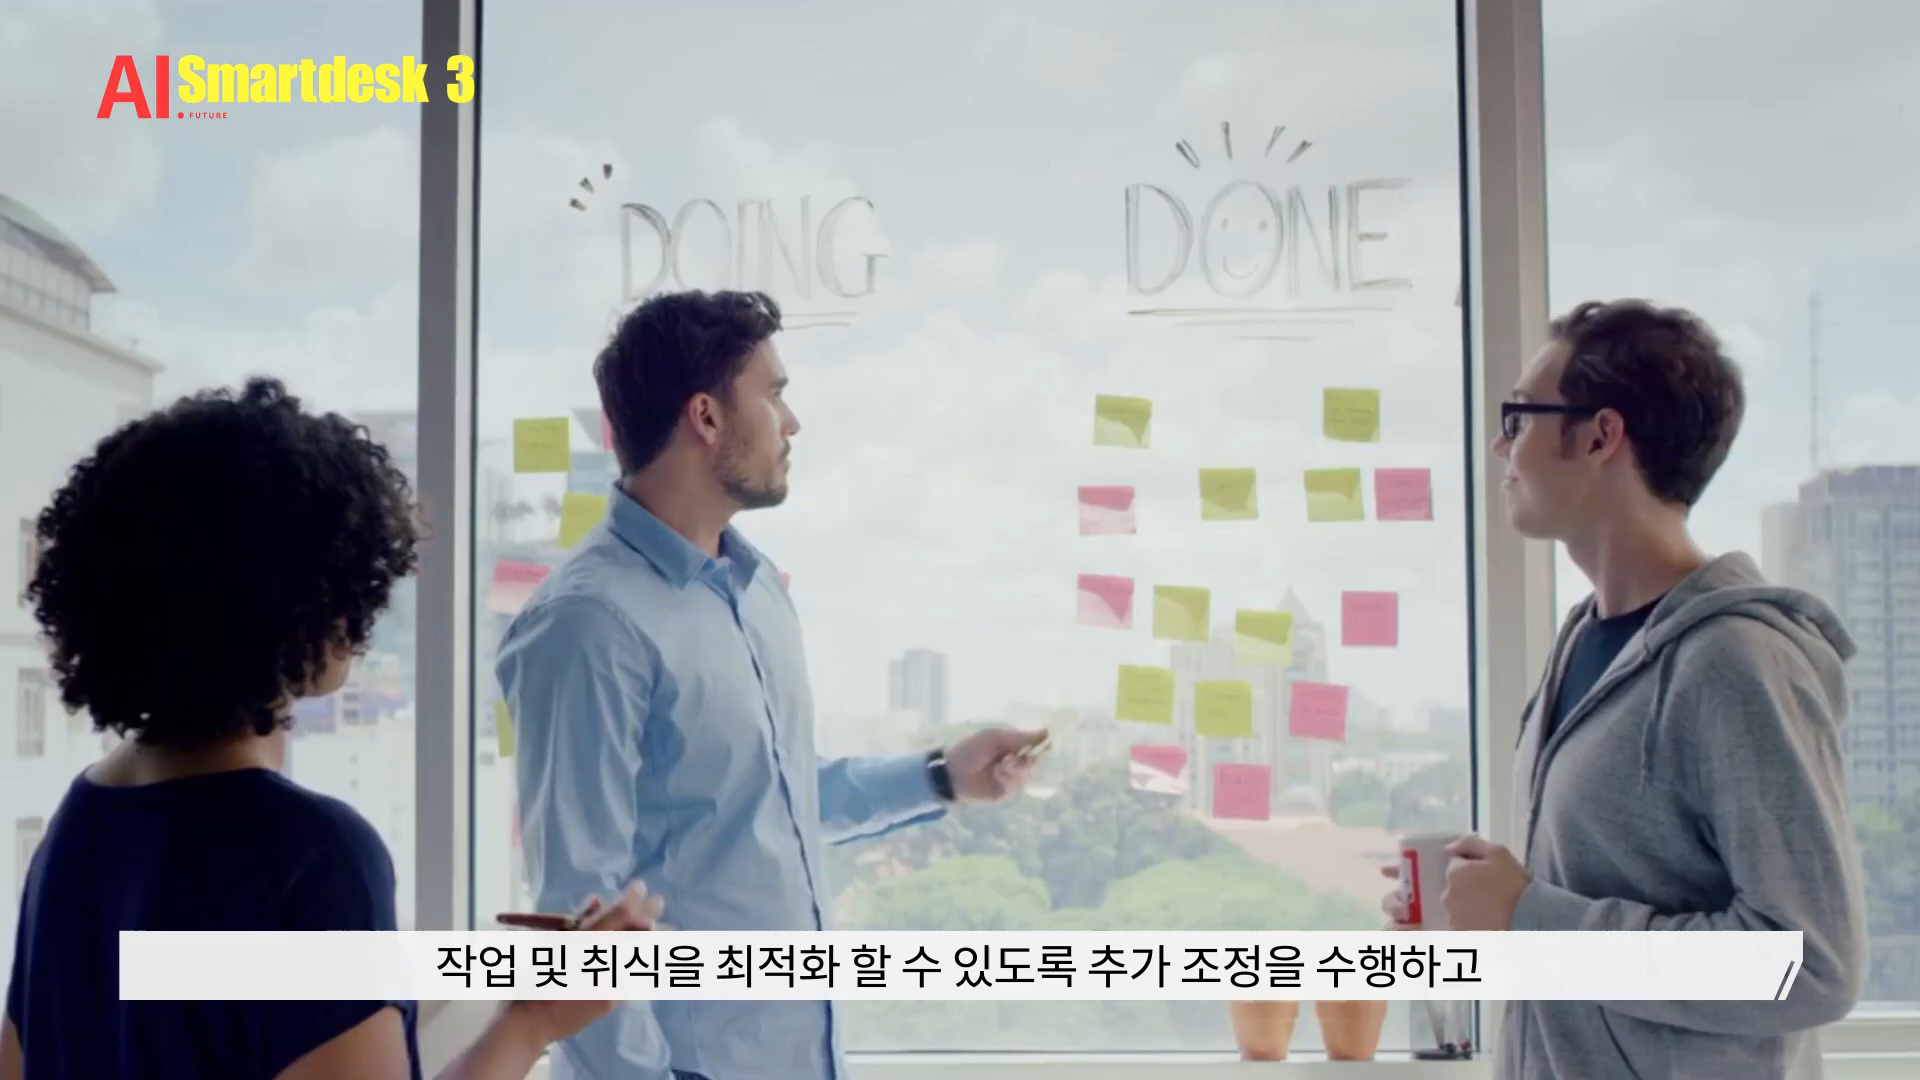 AI Smartdesk 3
FUTURE
DOING
DONE
작업 및 취식을 최적화 할 수 있도록 추가 조정을 수행하고